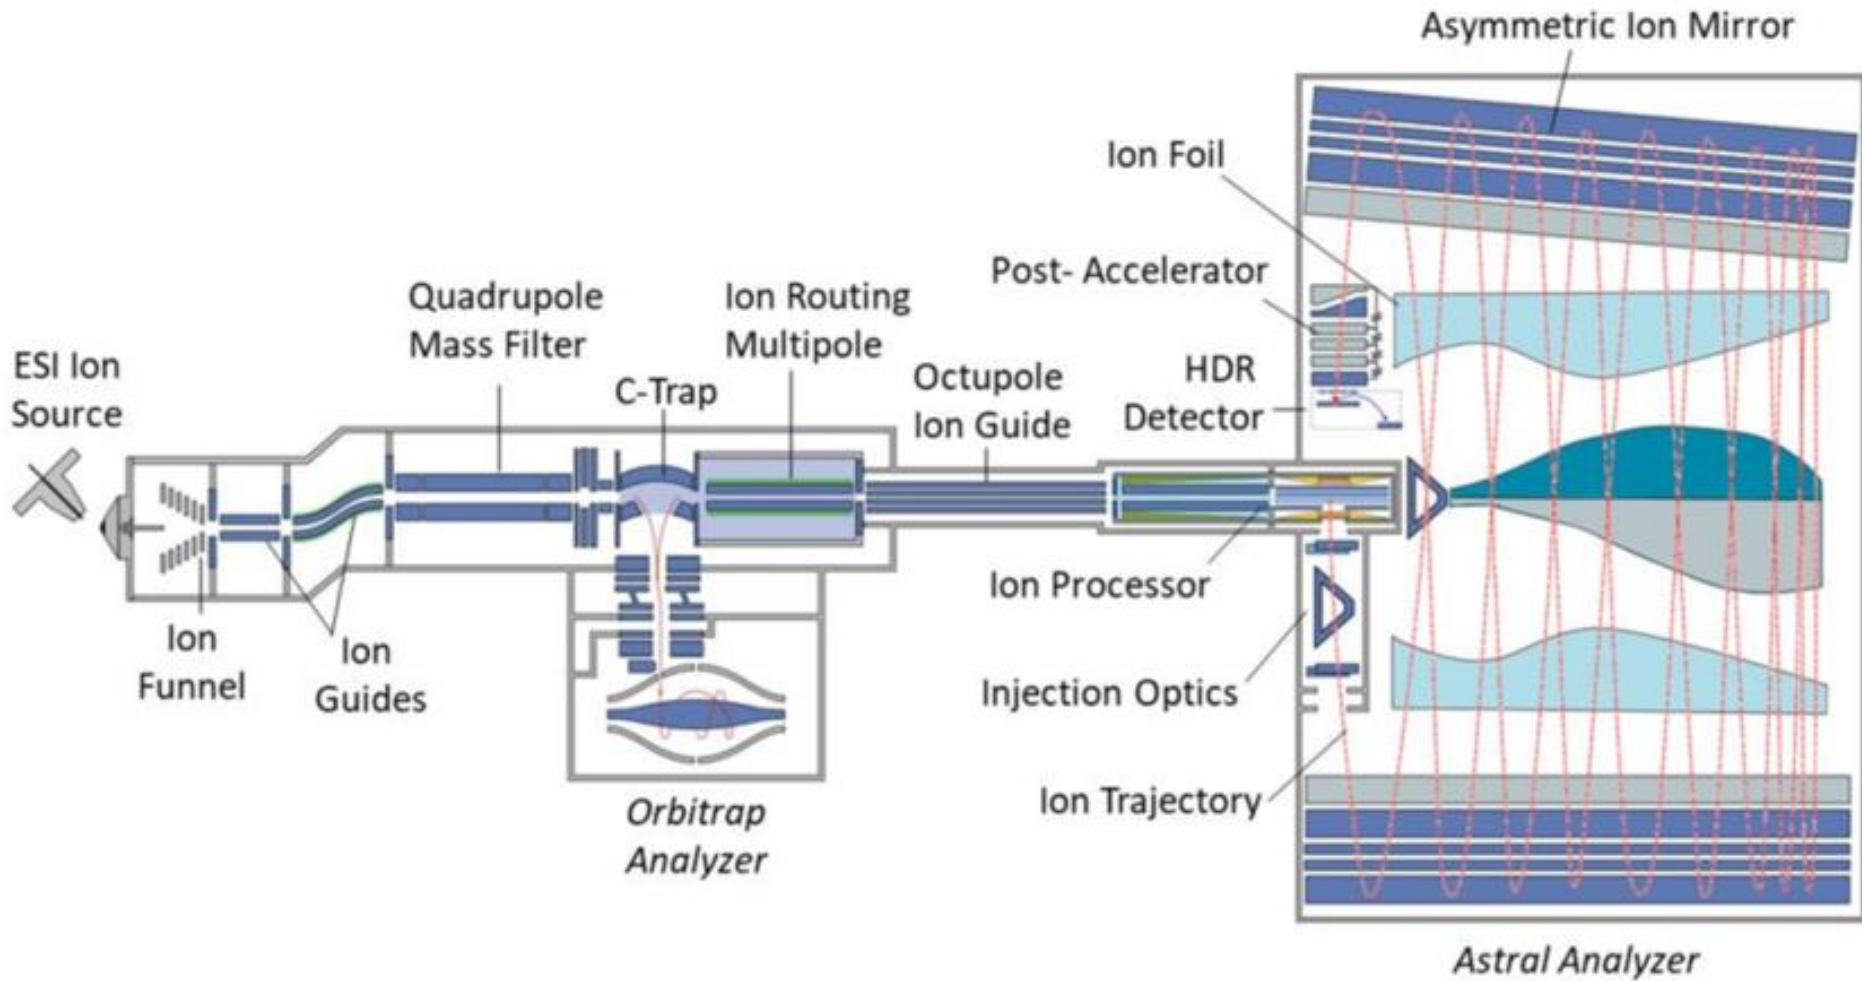 Asymmetric Ion Mirror
Ion Foil
Post- Accelerator
Quadrupole
Mass Filter
Ion Routing
Multipole
ESI Ion
Source
C-Trap
Octupole
Ion Guide
HDR
Detector
Ion Processor
Ion
Funnel
Ion
Guides
Injection Optics
Ion Trajectory
Orbitrap
Analyzer
Astral Analyzer